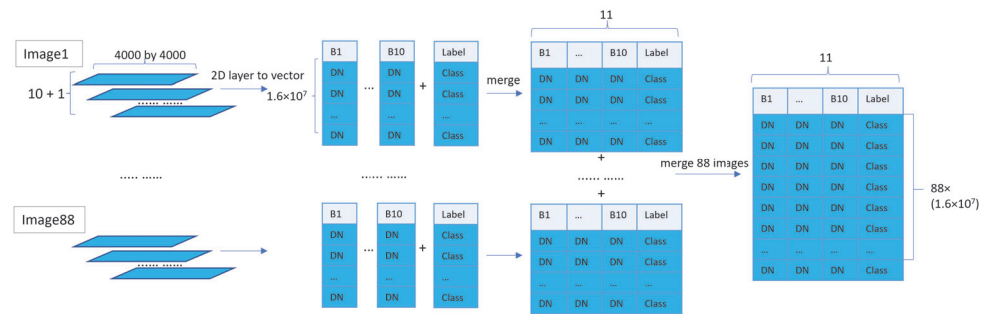 Image1
4000 by 4000
10 + 1
...... ......
2D layer to vector
1.6×10⁷
B1
DN
DN
...
DN
...
B10
DN
DN
...
DN
+
Label
Class
Class
...
Class
merge
11
B1 ... B10 Label
DN DN DN Class
DN DN DN Class
... ... ... ...
DN DN DN Class
+
...... ......
+
...... ......
...... ......
Image88
...... ......
B1
DN
DN
...
DN
...
B10
DN
DN
...
DN
+
Label
Class
Class
...
Class
B1 ... B10 Label
DN DN DN Class
DN DN DN Class
... ... ... ...
DN DN DN Class
merge 88 images
11
B1 ... B10 Label
DN DN DN Class
DN DN DN Class
DN DN DN Class
DN DN DN Class
DN DN DN Class
DN DN DN Class
... ... ... ...
DN DN DN Class
88×
(1.6×10⁷)